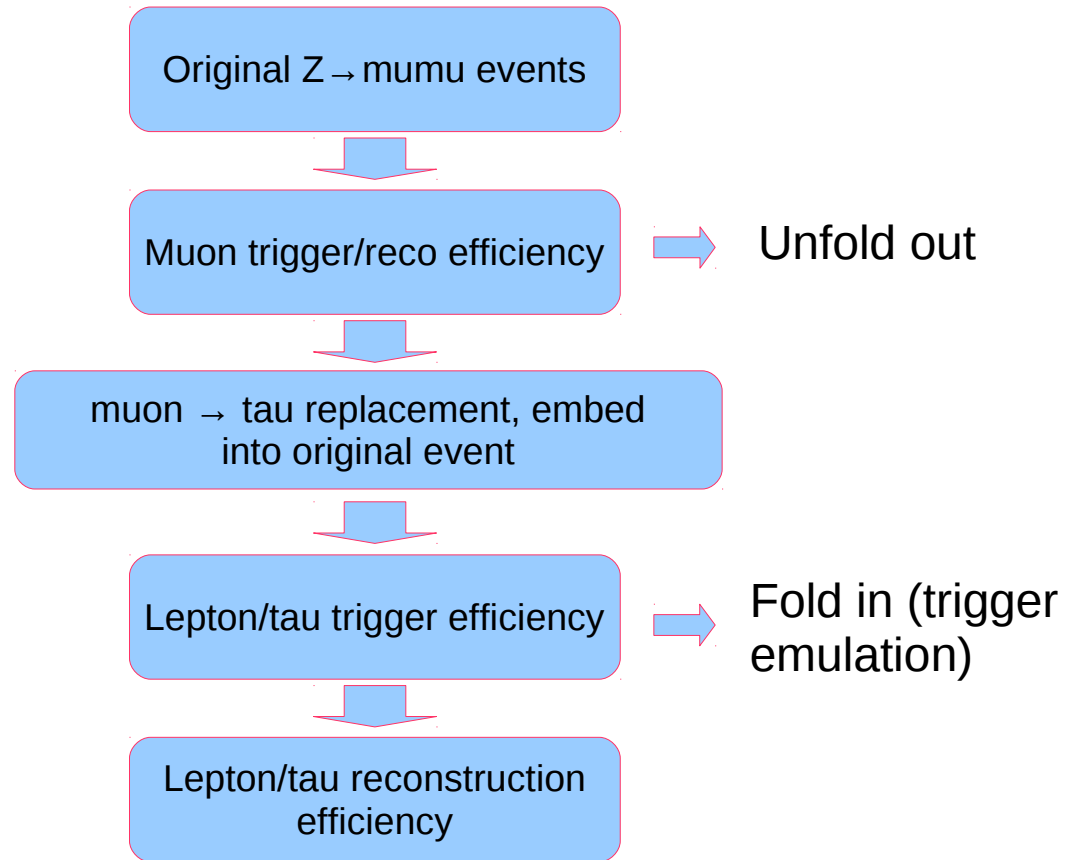 Original Z→mumu events
Muon trigger/reco efficiency
Unfold out
muon → tau replacement, embed
into original event
Lepton/tau trigger efficiency
Fold in (trigger
emulation)
Lepton/tau reconstruction
efficiency